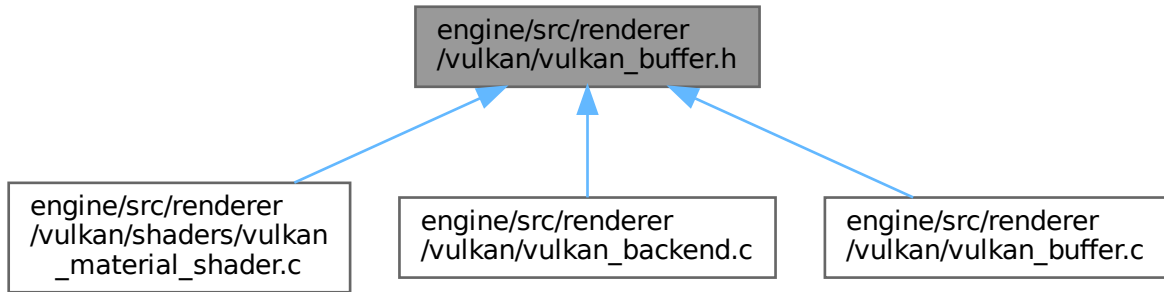 engine/src/renderer
/vulkan/vulkan_buffer.h
engine/src/renderer
/vulkan/shaders/vulkan
_material_shader.c
engine/src/renderer
/vulkan/vulkan_backend.c
engine/src/renderer
/vulkan/vulkan_buffer.c